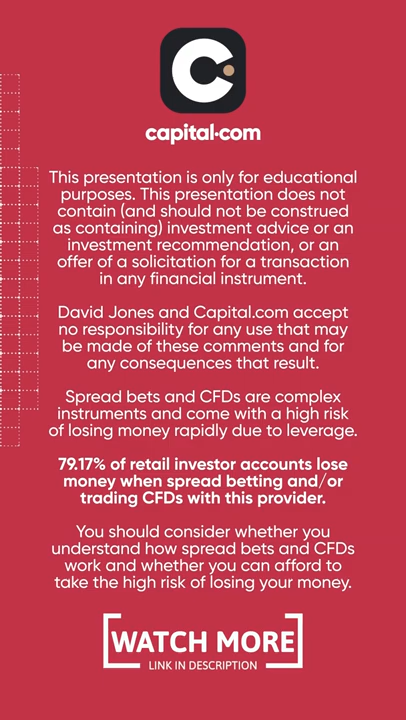 capital.com
This presentation is only for educational
purposes. This presentation does not
contain (and should not be construed
as containing) investment advice or an
investment recommendation, or an
offer of a solicitation for a transaction
in any financial instrument.
David Jones and Capital.com accept
no responsibility for any use that may
be made of these comments and for
any consequences that result.
Spread bets and CFDs are complex
instruments and come with a high risk
of losing money rapidly due to leverage.
79.17% of retail investor accounts lose
money when spread betting and/or
trading CFDs with this provider.
You should consider whether you
understand how spread bets and CFDs
work and whether you can afford to
take the high risk of losing your money.
WATCH MORE
LINK IN DESCRIPTION